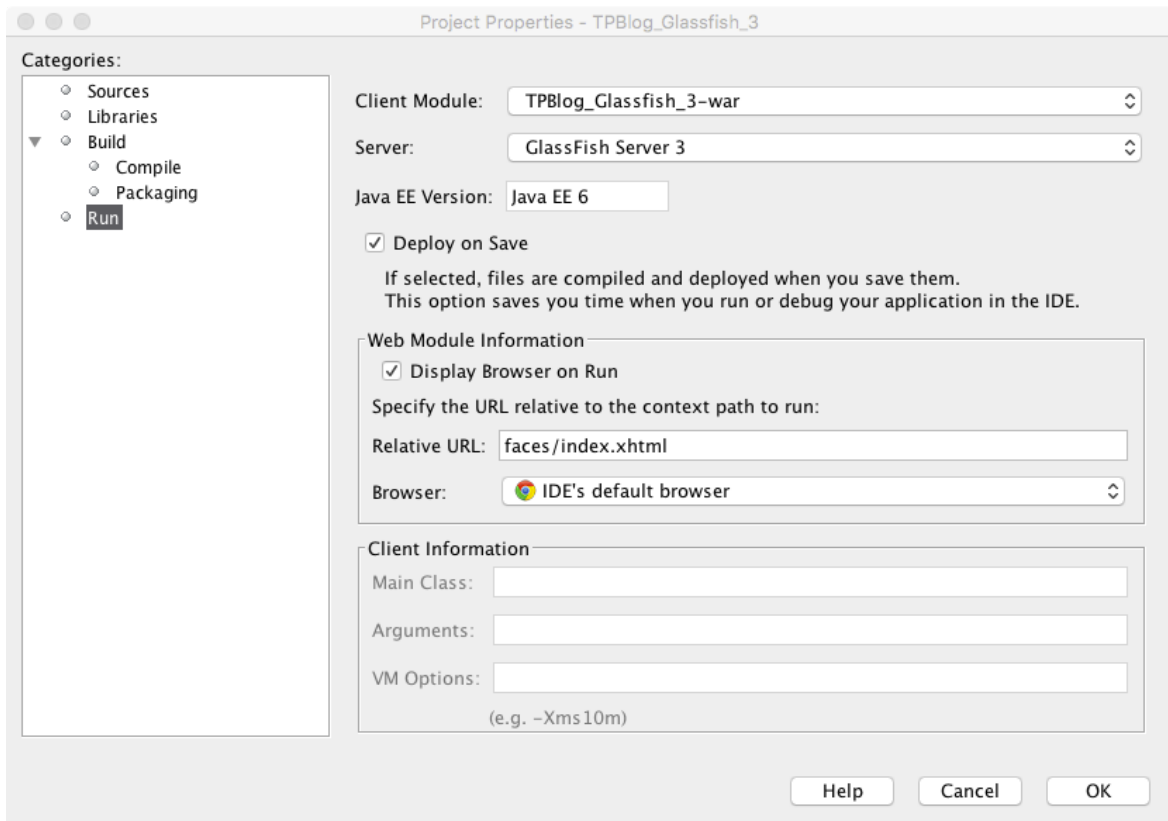 Project Properties - TPBlog_Glassfish_3
Categories:
Sources
Libraries
Build
Compile
Packaging
Run
Client Module: TPBlog_Glassfish_3-war
Server: GlassFish Server 3
Java EE Version: Java EE 6
Deploy on Save
If selected, files are compiled and deployed when you save them.
This option saves you time when you run or debug your application in the IDE.
Web Module Information
Display Browser on Run
Specify the URL relative to the context path to run:
Relative URL: faces/index.xhtml
Browser: IDE's default browser
Client Information
Main Class:
Arguments:
VM Options:
(e.g. -Xms10m)
Help Cancel OK